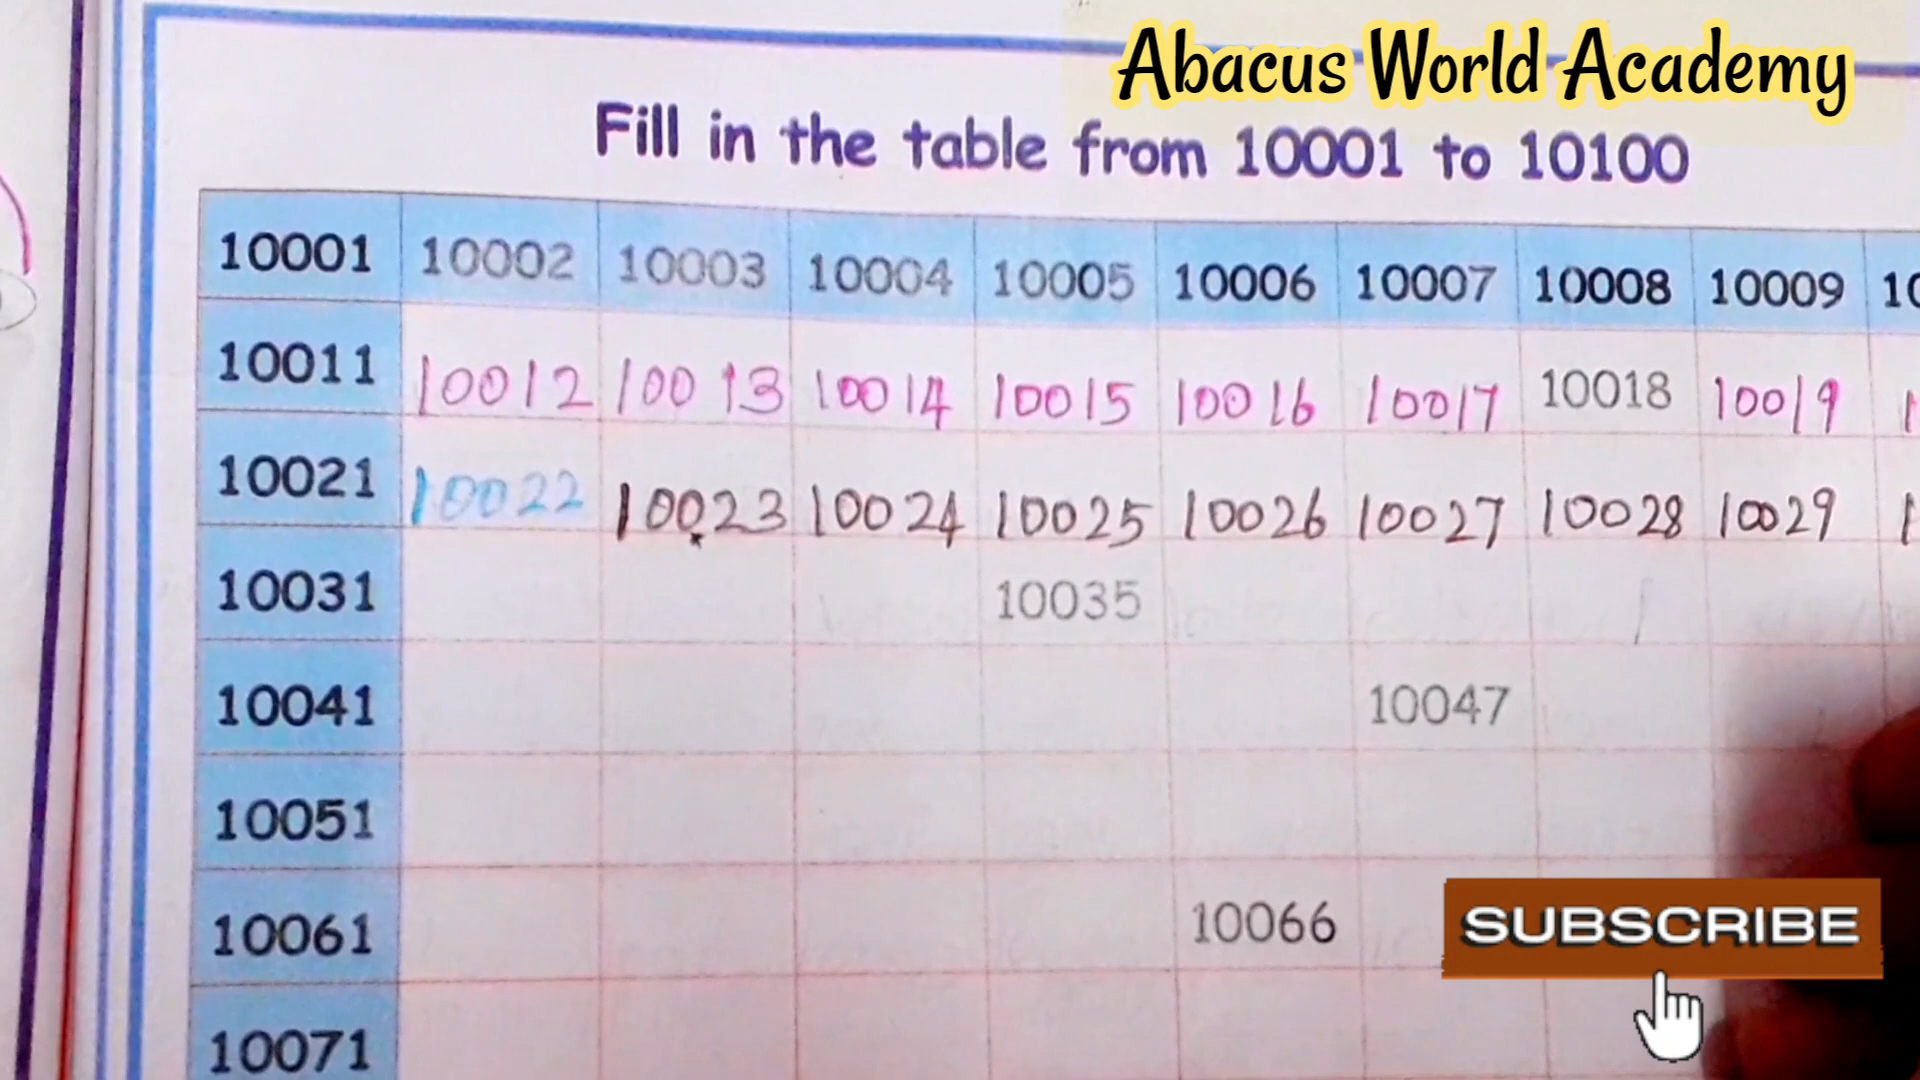 Abacus World Academy
Fill in the table from 10001 to 10100
10001 10002 10003 10004 10005 10006 10007 10008 10009
10011 10012 10013 10014 10015 10016 10017 10018 10019
10021 10022 10023 10024 10025 10026 10027 10028 10029
10031 10035
10041 10047
10051
10061 10066
SUBSCRIBE
10071